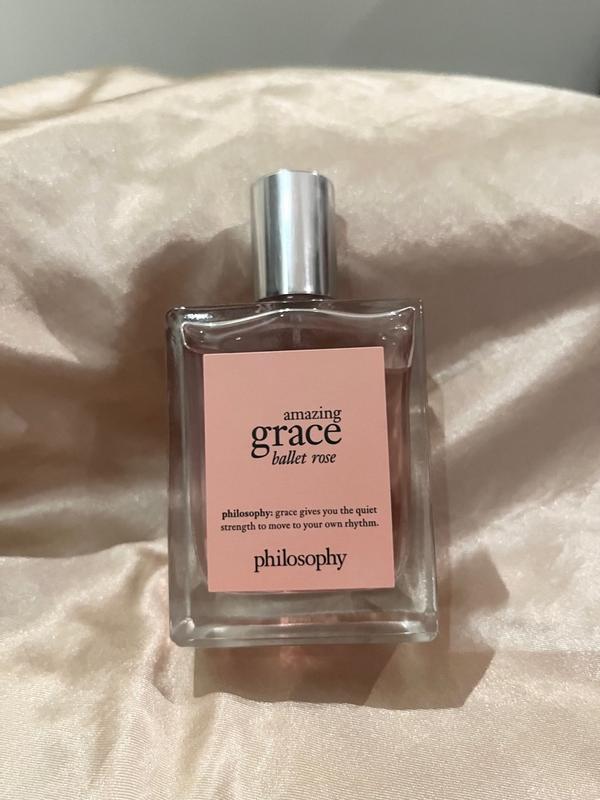 amazing
grace
ballet rose
philosophy: grace gives you the quiet
strength to move to your own rhythm.
philosophy